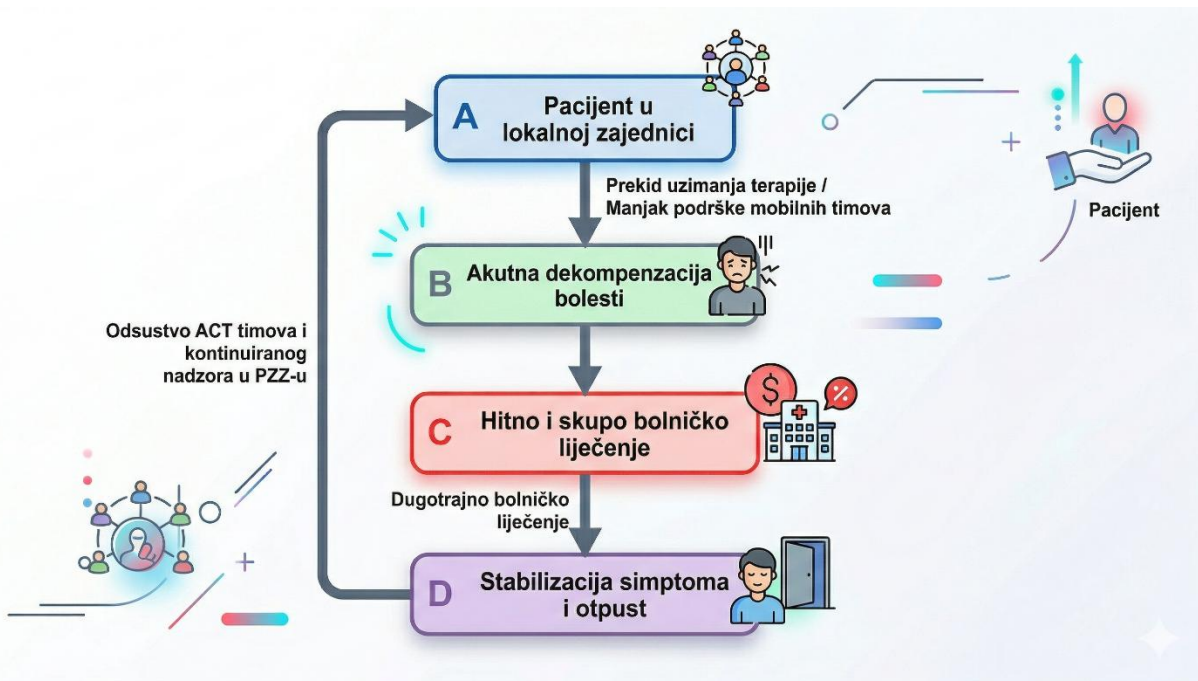 A
Pacijent u
lokalnoj zajednici
Prekid uzimanja terapije /
Manjak podrške mobilnih timova
Pacijent
B
Akutna dekompenzacija
bolesti
Odsustvo ACT timova i
kontinuiranog
nadzora u PZZ-u
C
Hitno i skupo bolničko
liječenje
$
%
Dugotrajno bolničko
liječenje
D
Stabilizacija simptoma
i otpust